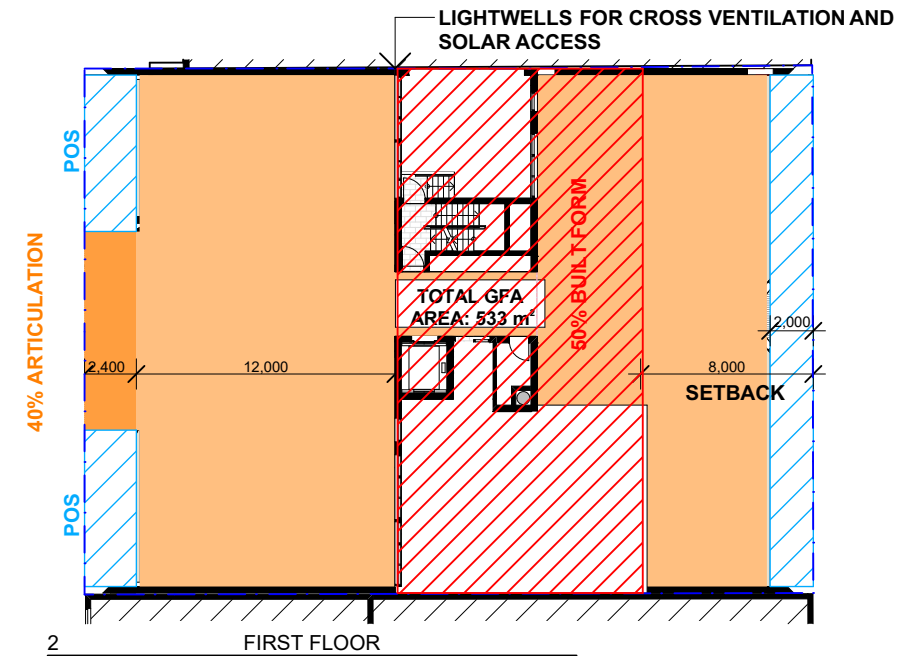 LIGHTWELLS FOR CROSS VENTILATION AND
SOLAR ACCESS
POS
40% ARTICULATION
POS
50% BUILT FORM
TOTAL GFA
AREA: 533 m²
2,400
12,000
2,000
8,000
SETBACK
2 FIRST FLOOR